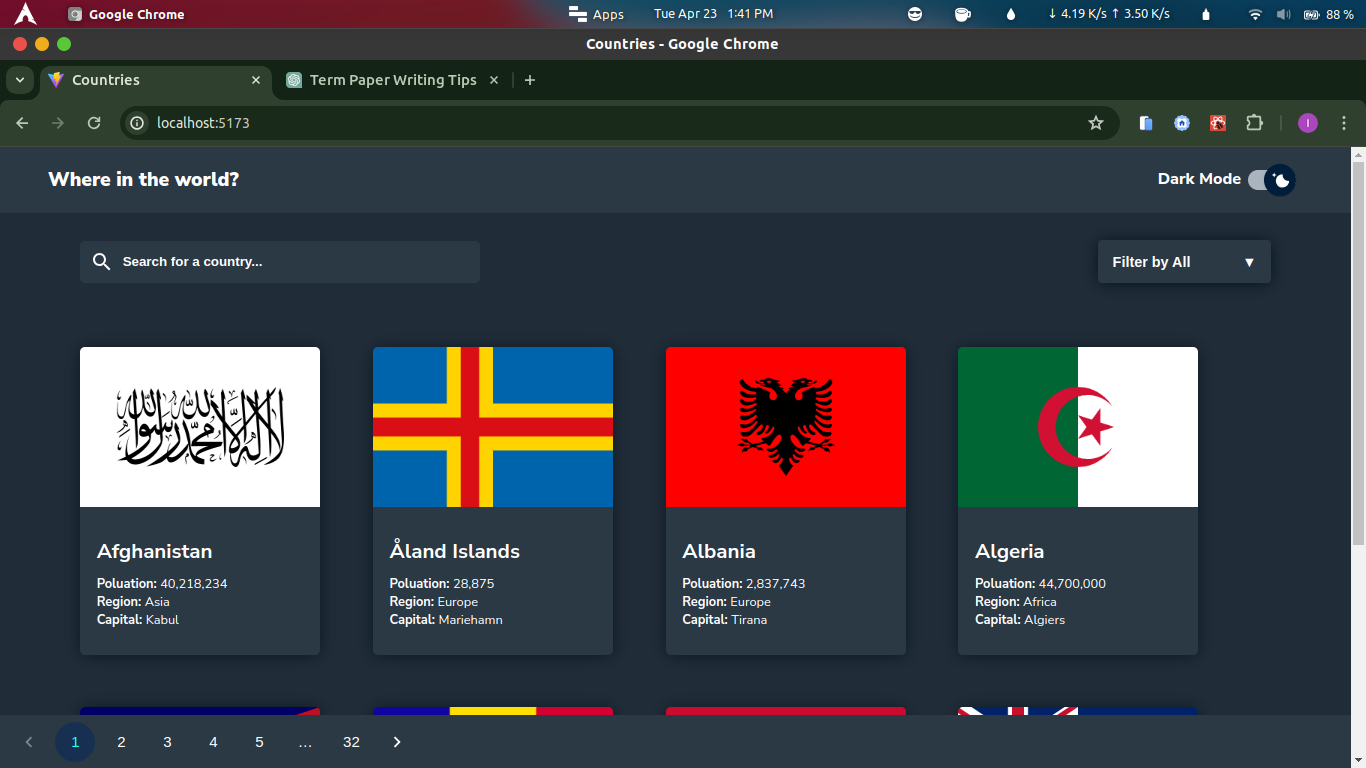 Google Chrome
Apps
Tue Apr 23 1:41 PM
↓ 4.19 K/s ↑ 3.50 K/s
88 %
Countries - Google Chrome
Countries
Term Paper Writing Tips
localhost:5173
I
Where in the world?
Dark Mode
Search for a country...
Filter by All ▼
لا إله إلا الله محمد رسول الله
Afghanistan
Poluation: 40,218,234
Region: Asia
Capital: Kabul
Åland Islands
Poluation: 28,875
Region: Europe
Capital: Mariehamn
Albania
Poluation: 2,837,743
Region: Europe
Capital: Tirana
Algeria
Poluation: 44,700,000
Region: Africa
Capital: Algiers
1 2 3 4 5 … 32